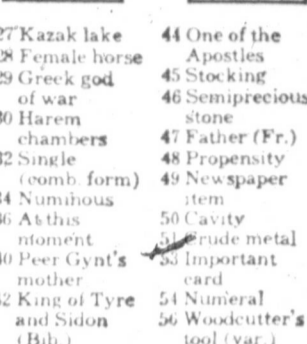 27 Kazak lake
28 Female horse
29 Greek god
of war
30 Harem
chambers
32 Single
(comb. form)
34 Numinous
36 At this
moment
40 Peer Gynt's
mother
42 King of Tyre
and Sidon
(Bib.)
44 One of the
Apostles
45 Stocking
46 Semiprecious
stone
47 Father (Fr.)
48 Propensity
49 Newspaper
item
50 Cavity
51 Crude metal
53 Important
card
54 Numeral
56 Woodcutter's
tool (var.)